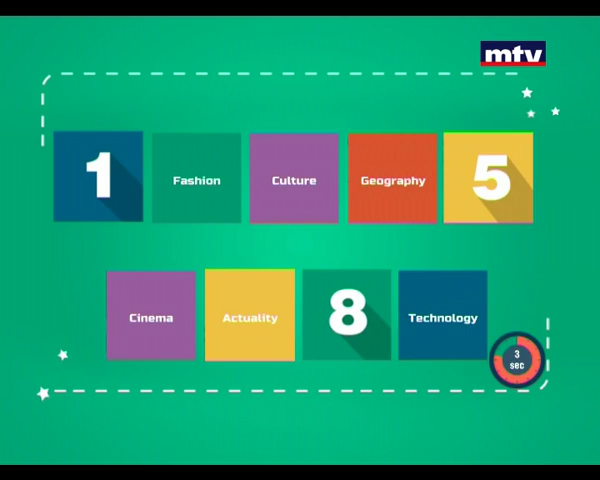 mtv
1
Fashion
Culture
Geography
5
Cinema
Actuality
8
Technology
3
sec